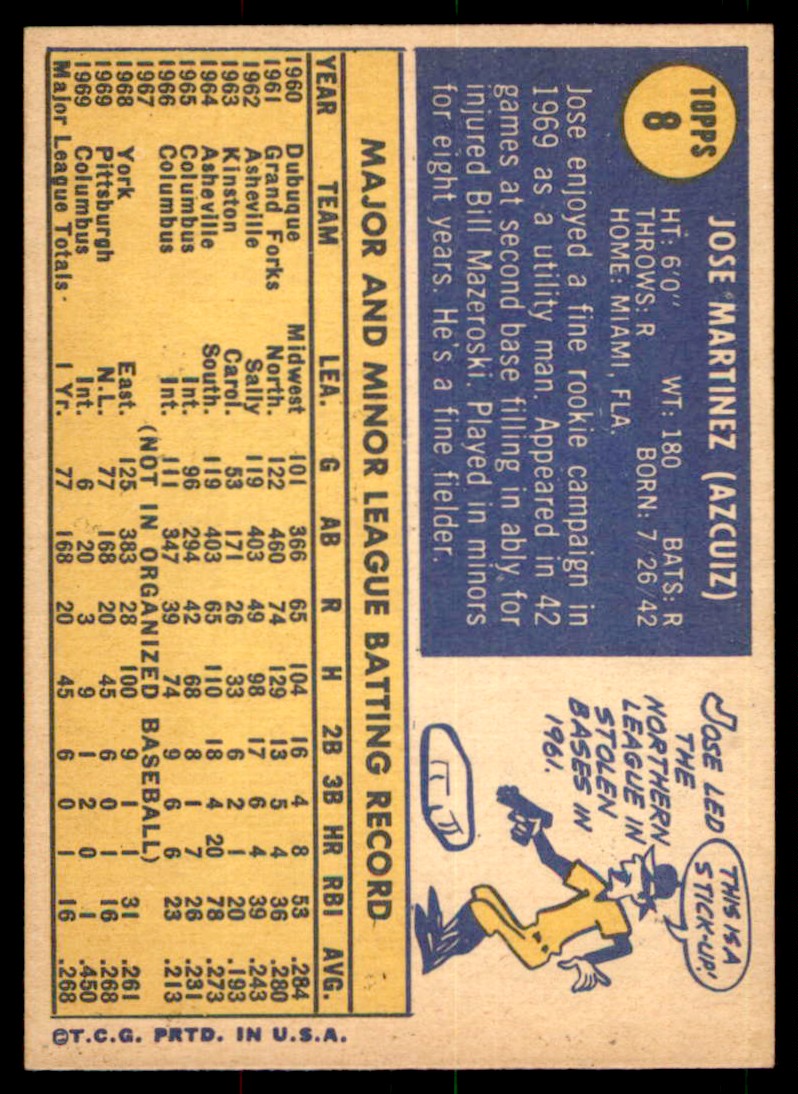 TOPPS
8
JOSE MARTINEZ (AZCUIZ)
HT: 6'0" WT: 180 BATS: R
THROWS: R BORN: 7/26/42
HOME: MIAMI, FLA.
Jose enjoyed a fine rookie campaign in
1969 as a utility man. Appeared in 42
games at second base filling in ably for
injured Bill Mazeroski. Played in minors
for eight years. He's a fine fielder.
JOSE LED
THE
NORTHERN
LEAGUE IN
STOLEN
BASES IN
1961.
THIS IS A
STICK-UP!
MAJOR AND MINOR LEAGUE BATTING RECORD
YEAR TEAM LEA. G AB R H 2B 3B HR RBI AVG.
1960 Dubuque Midwest 101 366 65 104 16 4 8 53 .284
1961 Grand Forks North. 122 460 74 129 13 5 4 36 .280
1962 Asheville Sally 119 403 49 98 17 6 4 39 .243
1963 Kinston Carol. 53 171 26 33 6 2 1 20 .193
1964 Asheville South. 119 403 65 110 18 4 20 78 .273
1965 Columbus Int. 96 294 42 68 8 1 7 26 .231
1966 Columbus Int. 111 347 39 74 9 6 6 23 .213
1967 (NOT IN ORGANIZED BASEBALL)
1968 York East. 125 383 28 100 9 1 1 31 .261
1969 Pittsburgh N.L. 77 168 20 45 6 0 1 16 .268
1969 Columbus Int. 6 20 3 9 1 2 0 1 .450
Major League Totals 1 Yr. 77 168 20 45 6 0 1 16 .268
©T.C.G. PRTD. IN U.S.A.